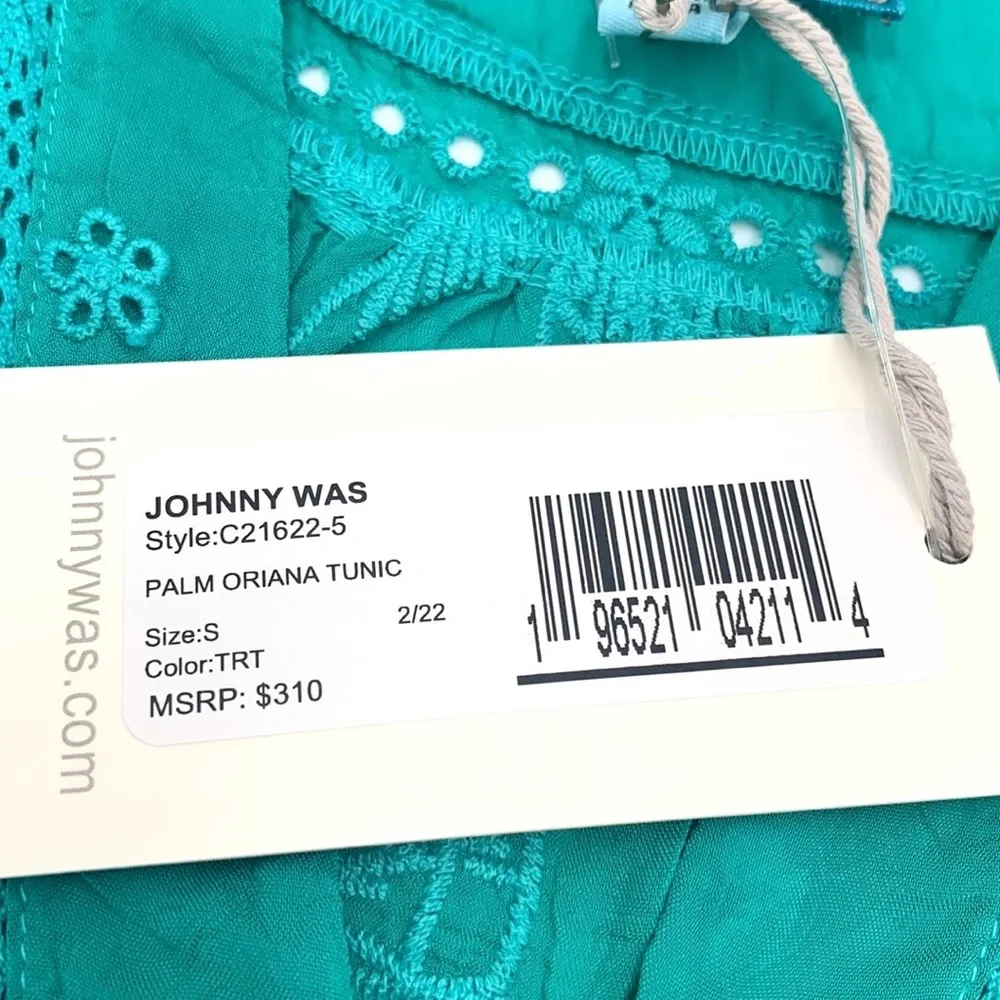 johnnywas.com
JOHNNY WAS
Style:C21622-5
PALM ORIANA TUNIC
2/22
Size:S
Color:TRT
MSRP: $310
1 96521 04211 4